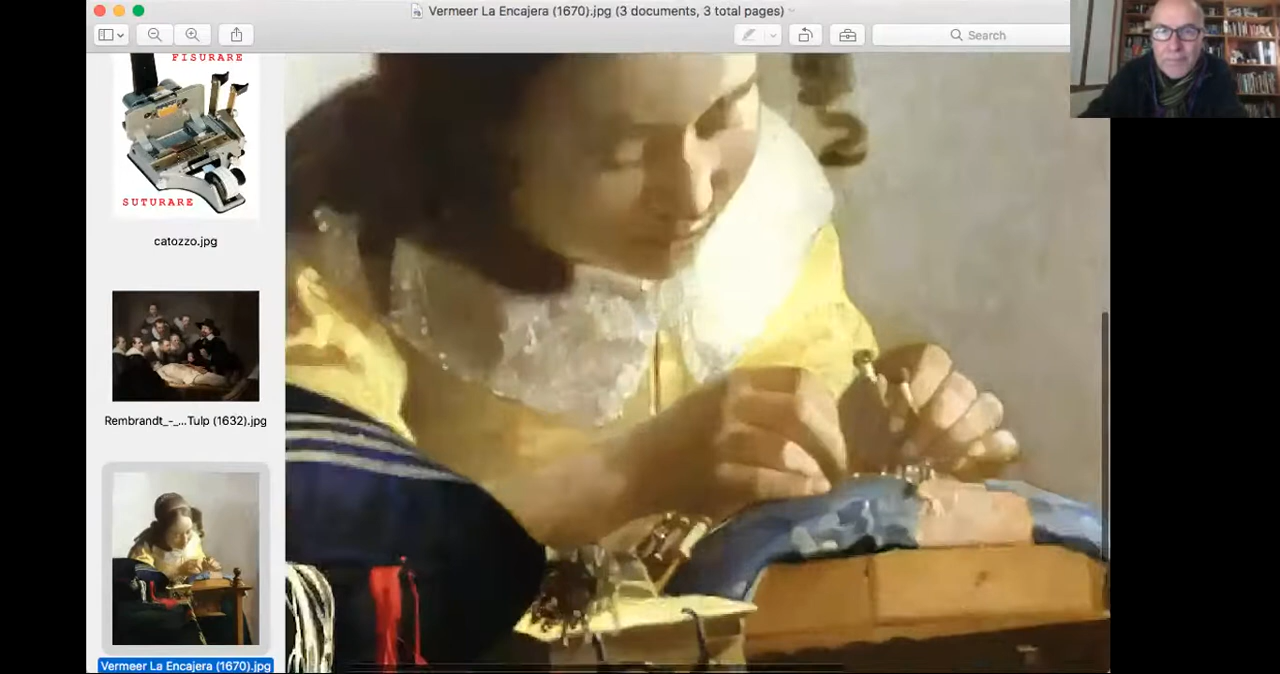 Vermeer La Encajera (1670).jpg (3 documents, 3 total pages)
Search
FISURARE
SUTURARE
catozzo.jpg
Rembrandt_-_...Tulp (1632).jpg
Vermeer La Encajera (1670).jpg